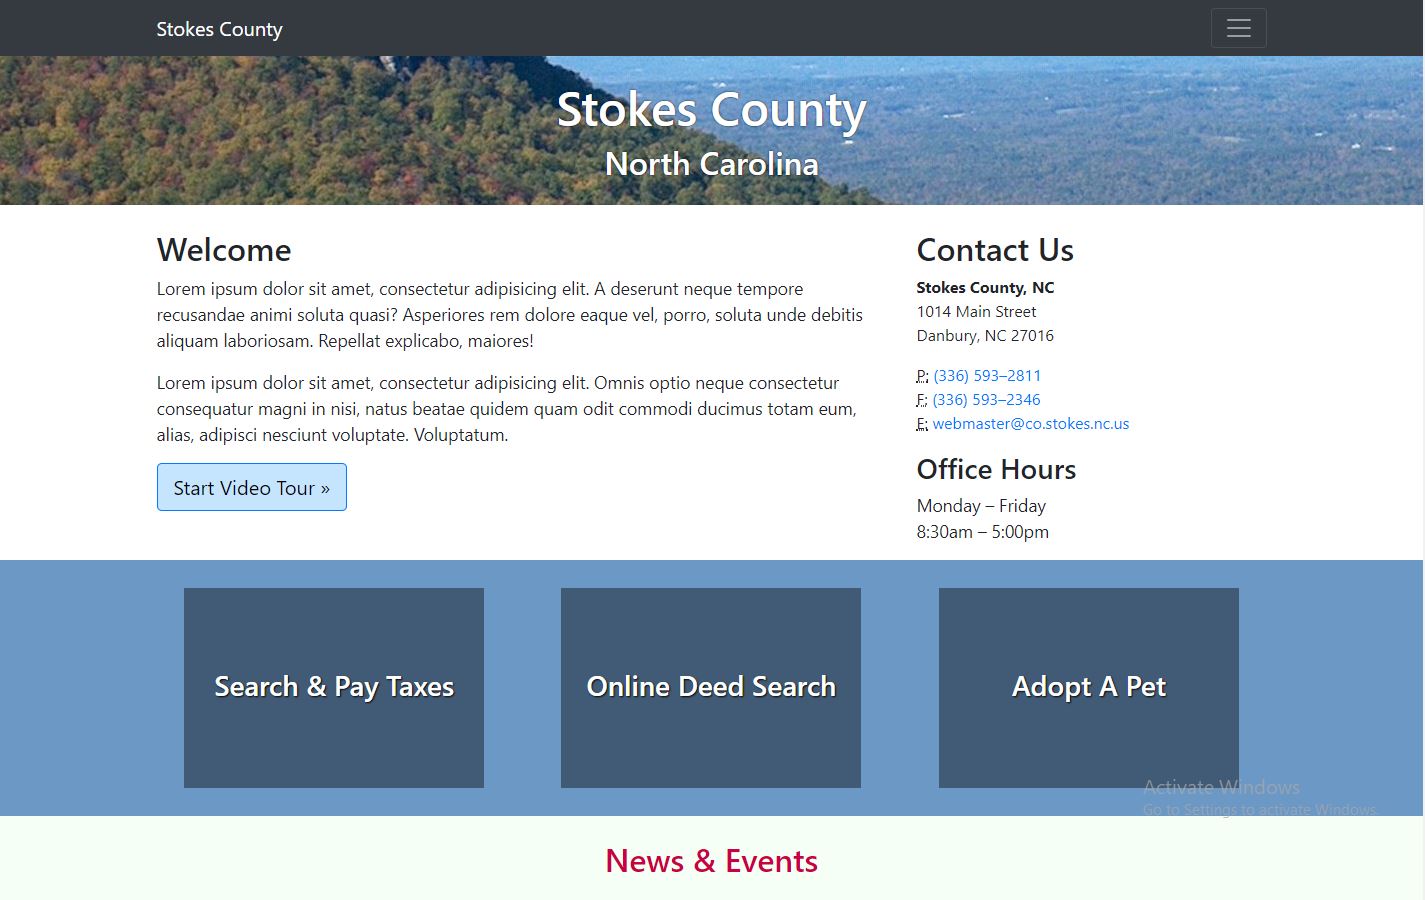 Stokes County
Stokes County
North Carolina
Welcome
Lorem ipsum dolor sit amet, consectetur adipisicing elit. A deserunt neque tempore
recusandae animi soluta quasi? Asperiores rem dolore eaque vel, porro, soluta unde debitis
aliquam laboriosam. Repellat explicabo, maiores!
Lorem ipsum dolor sit amet, consectetur adipisicing elit. Omnis optio neque consectetur
consequatur magni in nisi, natus beatae quidem quam odit commodi ducimus totam eum,
alias, adipisci nesciunt voluptate. Voluptatum.
Start Video Tour »
Contact Us
Stokes County, NC
1014 Main Street
Danbury, NC 27016
P: (336) 593–2811
F: (336) 593–2346
E: webmaster@co.stokes.nc.us
Office Hours
Monday – Friday
8:30am – 5:00pm
Search & Pay Taxes
Online Deed Search
Adopt A Pet
Activate Windows
Go to Settings to activate Windows.
News & Events